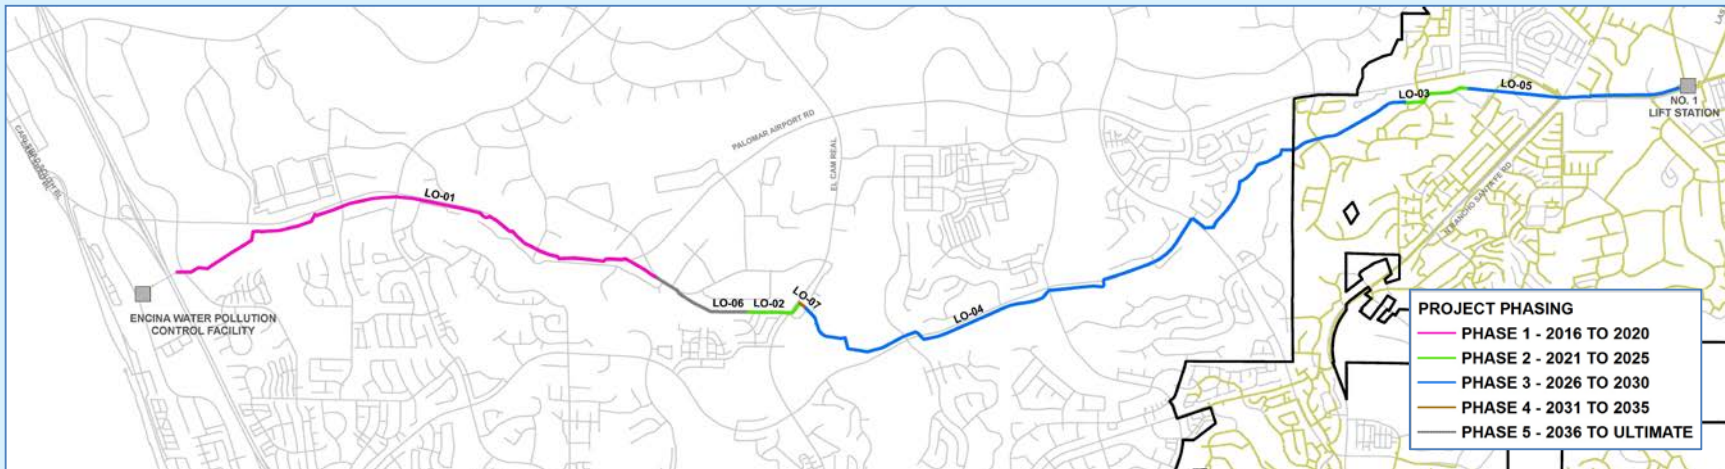 LO-01
LO-06
LO-02
LO-07
LO-04
LO-03
LO-05
PALOMAR AIRPORT RD
EL CAM REAL
N RANCHO SANTA FE RD
NO. 1
LIFT STATION
ENCINA WATER POLLUTION
CONTROL FACILITY
PROJECT PHASING
PHASE 1 - 2016 TO 2020
PHASE 2 - 2021 TO 2025
PHASE 3 - 2026 TO 2030
PHASE 4 - 2031 TO 2035
PHASE 5 - 2036 TO ULTIMATE